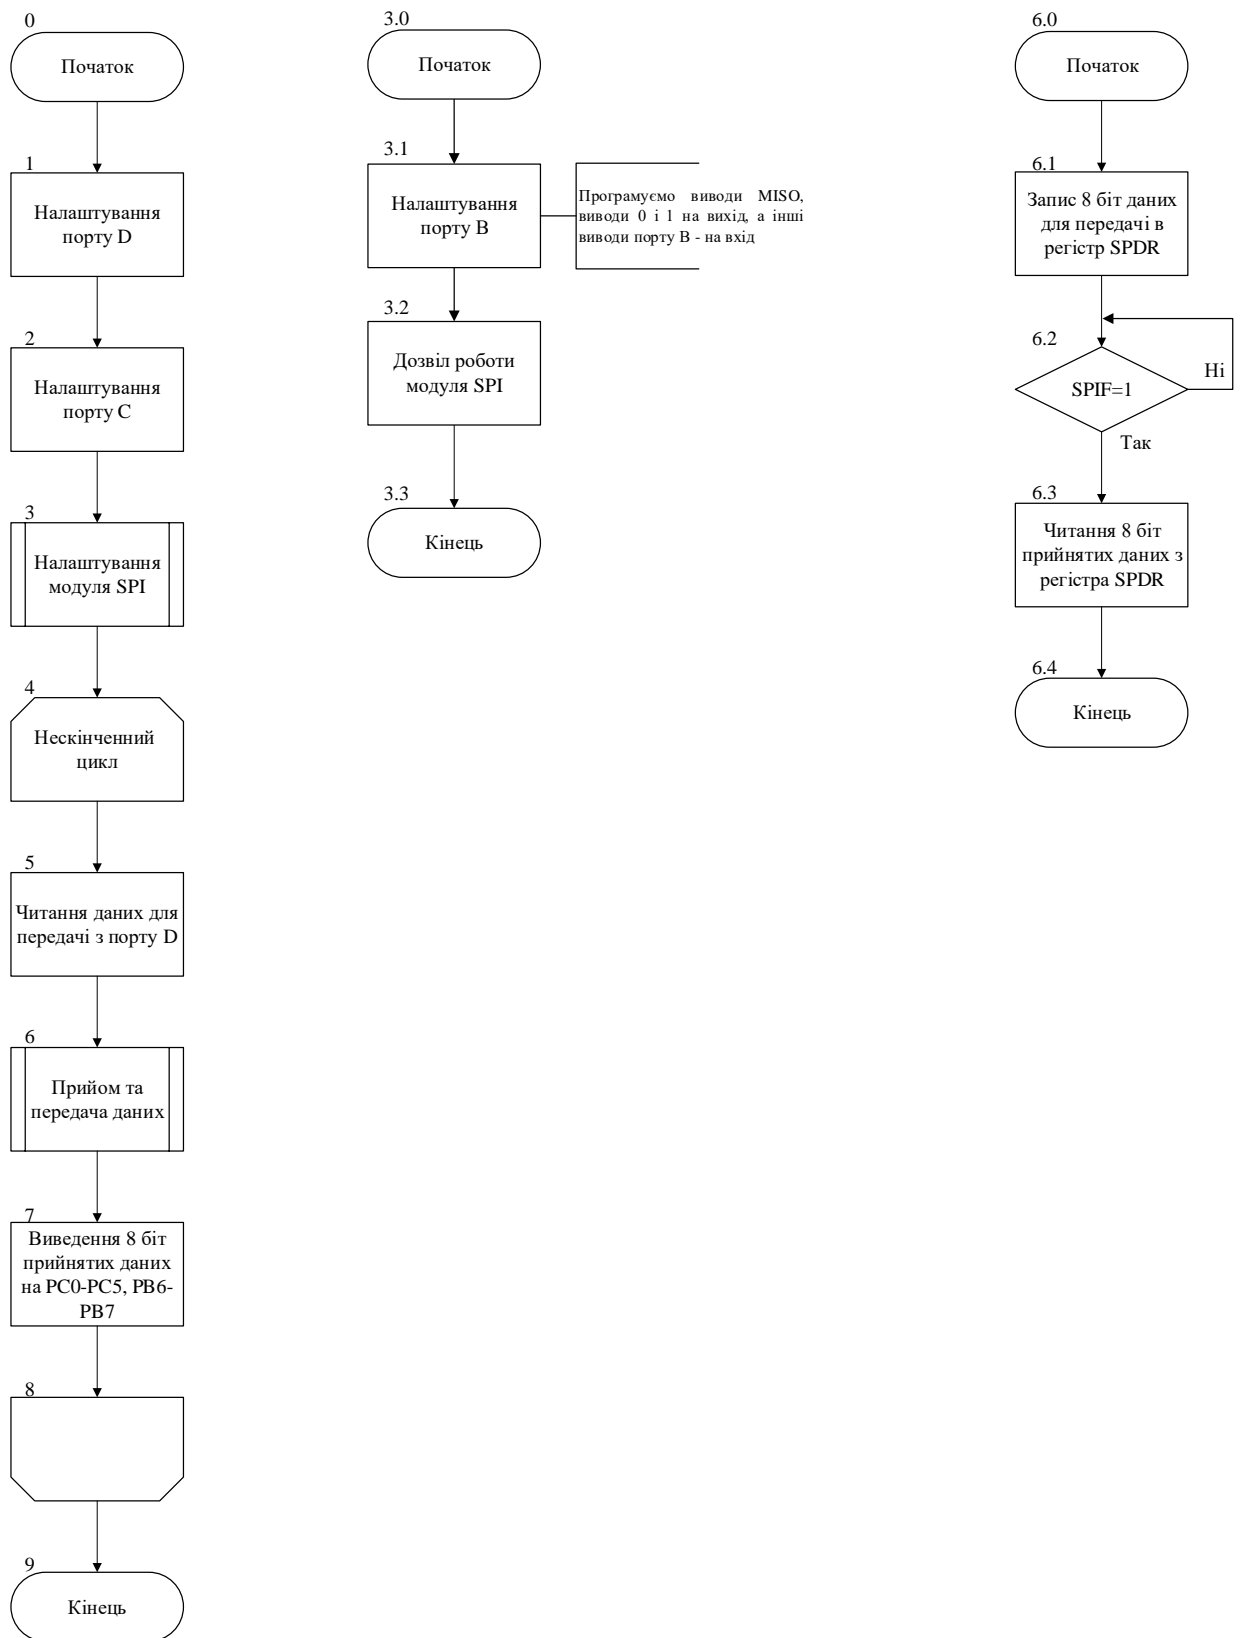 0
Початок
1
Налаштування
порту D
2
Налаштування
порту C
3
Налаштування
модуля SPI
4
Нескінченний
цикл
5
Читання даних для
передачі з порту D
6
Прийом та
передача даних
7
Виведення 8 біт
прийнятих даних
на PC0-PC5, PB6-
PB7
8
9
Кінець
3.0
Початок
3.1
Налаштування
порту B
Програмуємо виводи MISO,
виводи 0 і 1 на вихід, а інші
виводи порту B - на вхід
3.2
Дозвіл роботи
модуля SPI
3.3
Кінець
6.0
Початок
6.1
Запис 8 біт даних
для передачі в
регістр SPDR
6.2
SPIF=1
Ні
Так
6.3
Читання 8 біт
прийнятих даних з
регістра SPDR
6.4
Кінець